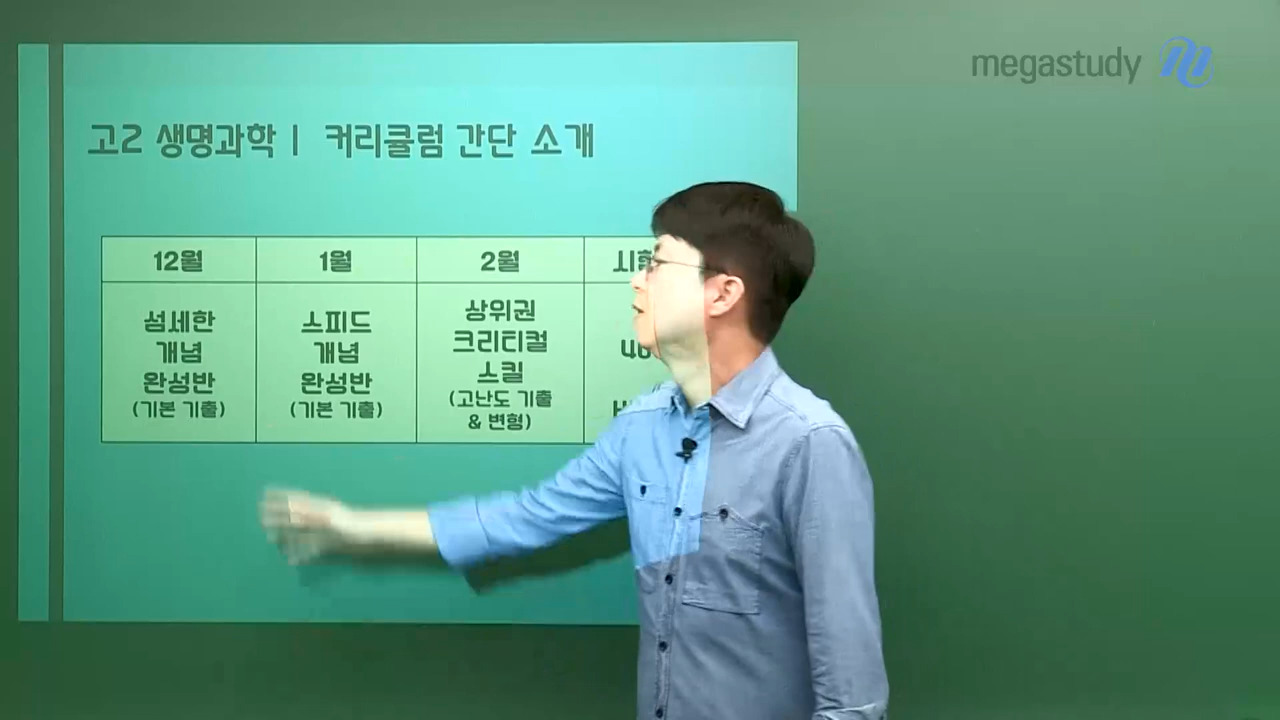 megastudy
고2 생명과학Ⅰ 커리큘럼 간단 소개
12월
1월
2월
섬세한
개념
완성반
(기본 기출)
스피드
개념
완성반
(기본 기출)
상위권
크리티컬
스킬
(고난도 기출
& 변형)